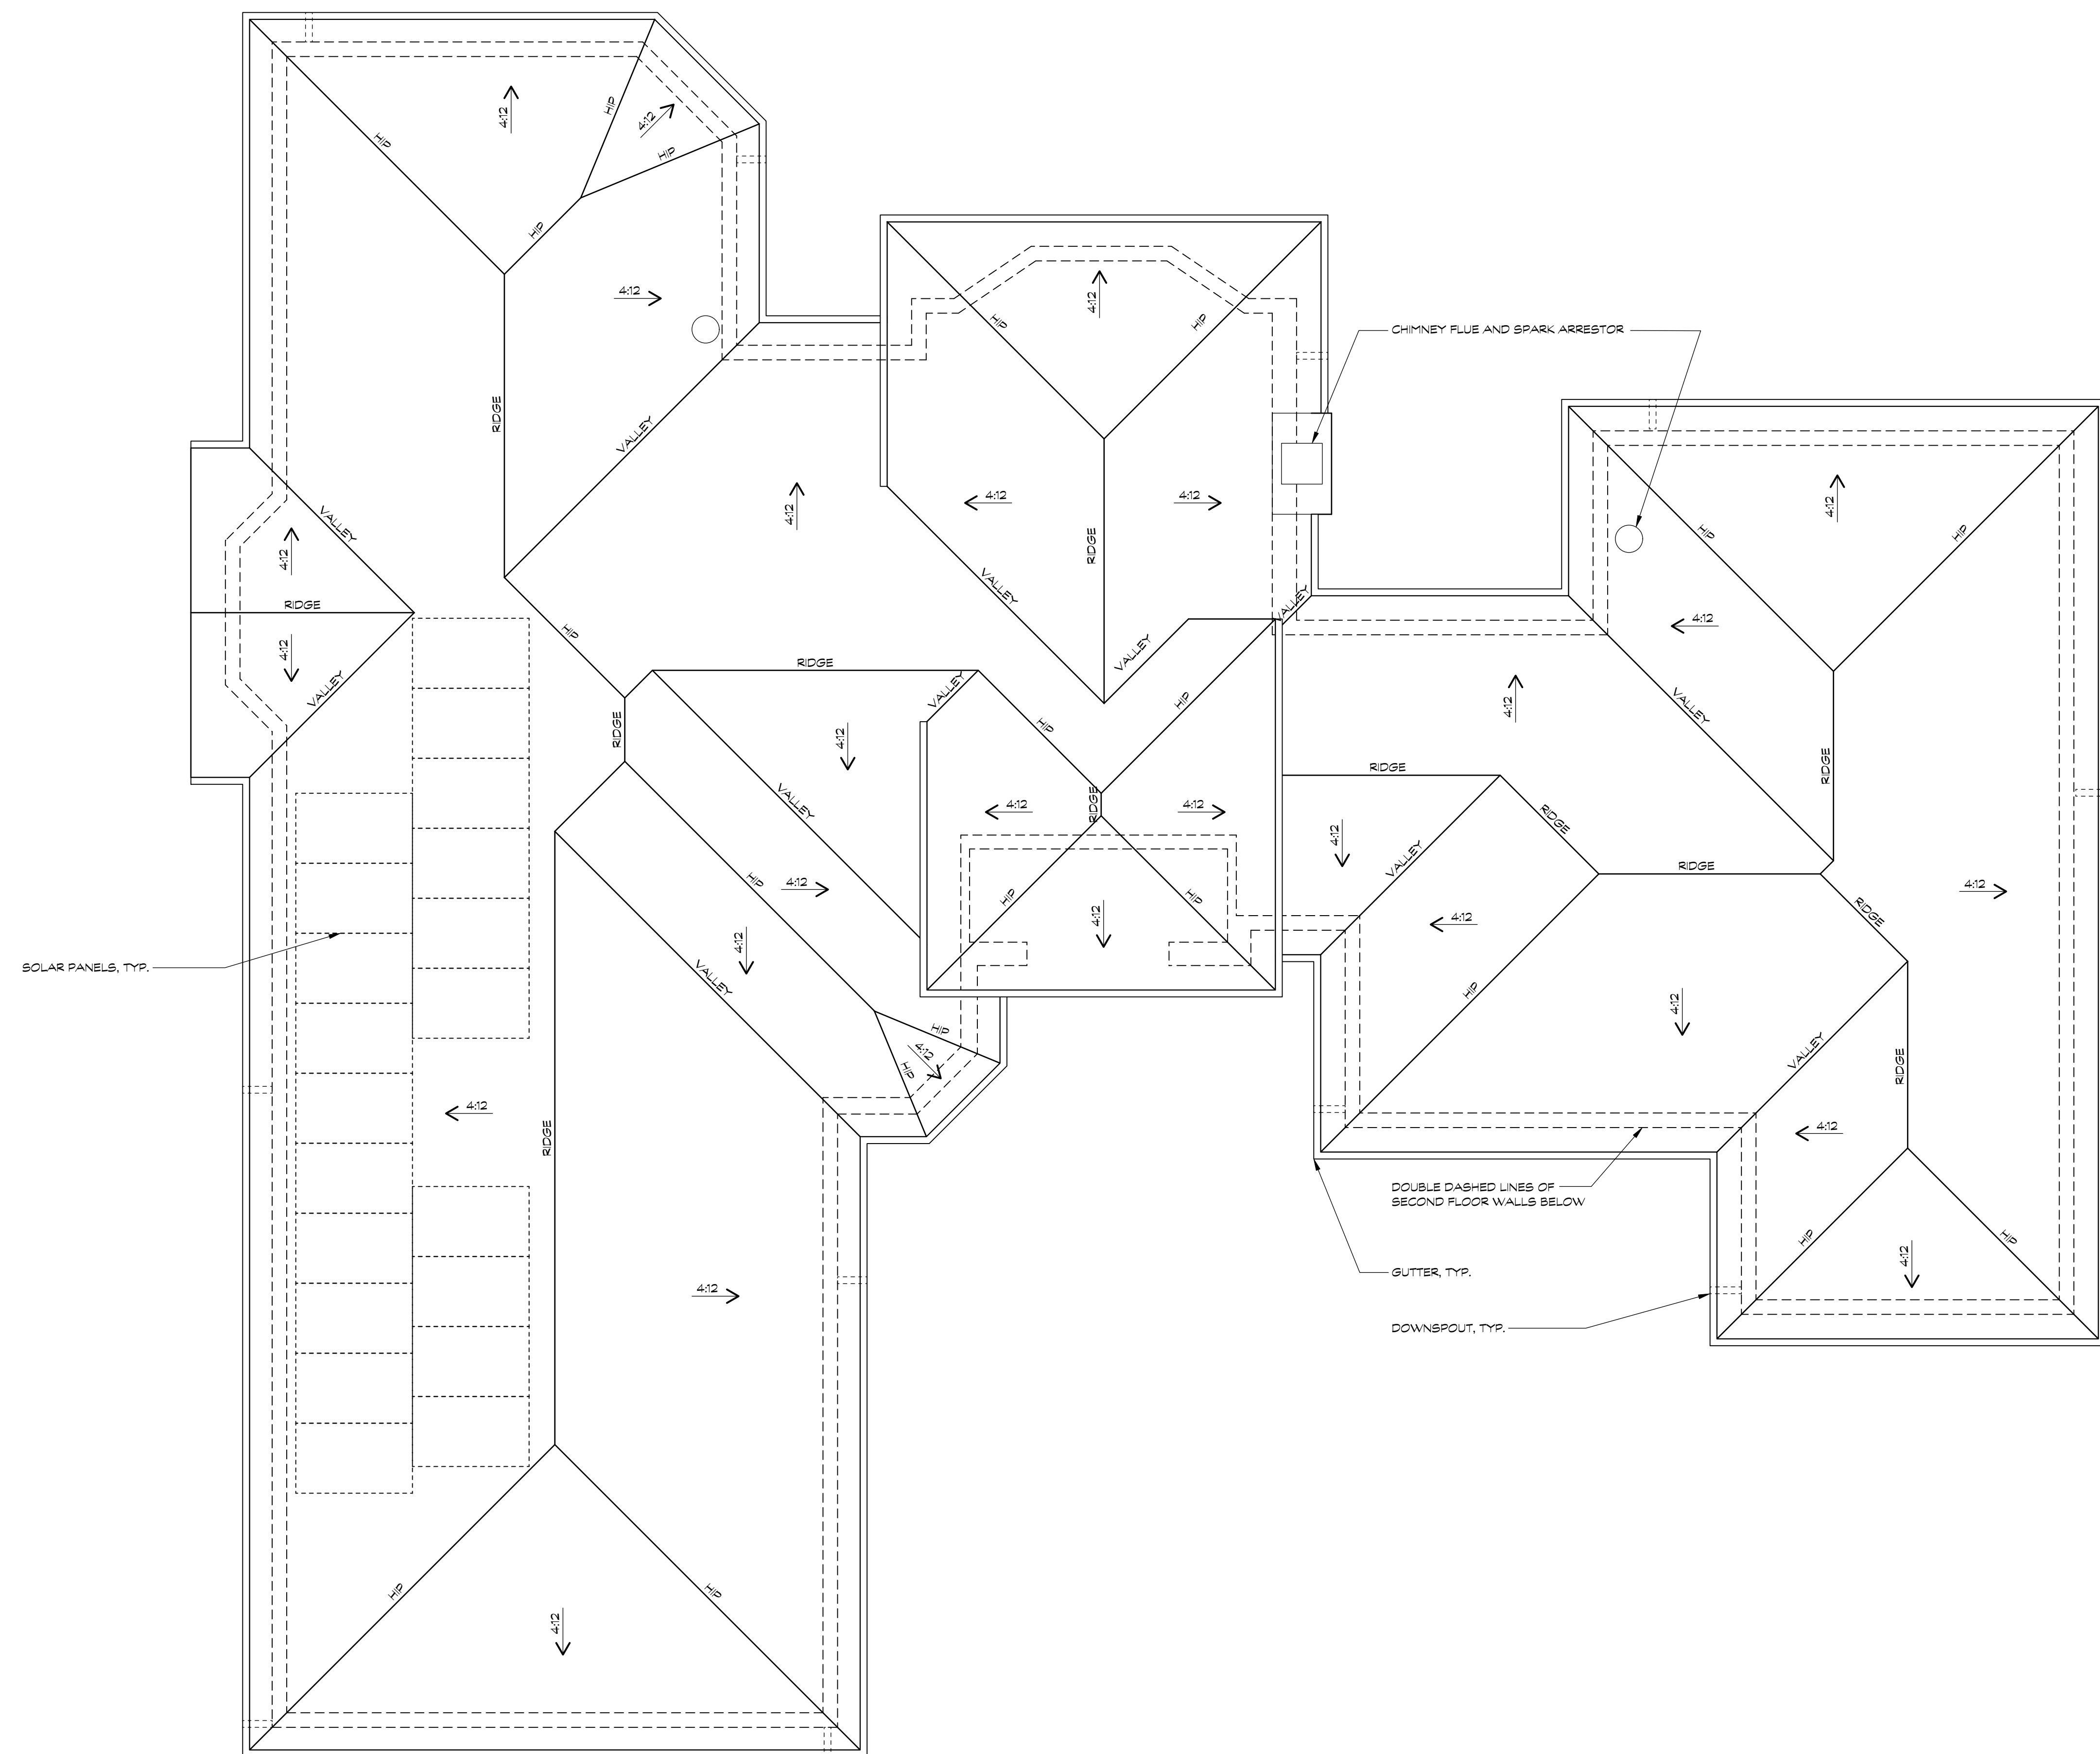 4:12
HIP
4:12
HIP
HIP
HIP
4:12
4:12
HIP
HIP
CHIMNEY FLUE AND SPARK ARRESTOR
RIDGE
VALLEY
4:12
4:12
4:12
4:12
HIP
HIP
VALLEY
4:12
RIDGE
VALLEY
VALLEY
RIDGE
4:12
HIP
4:12
VALLEY
RIDGE
VALLEY
RIDGE
VALLEY
HIP
HIP
4:12
VALLEY
4:12
RIDGE
4:12
RIDGE
VALLEY
4:12
RIDGE
4:12
RIDGE
4:12
VALLEY
RIDGE
HIP
4:12
HIP
HIP
4:12
RIDGE
4:12
RIDGE
4:12
4:12
4:12
SOLAR PANELS, TYP.
VALLEY
HIP
4:12
HIP
4:12
HIP
VALLEY
RIDGE
4:12
RIDGE
4:12
DOUBLE DASHED LINES OF
SECOND FLOOR WALLS BELOW
HIP
HIP
4:12
GUTTER, TYP.
4:12
DOWNSPOUT, TYP.
HIP
HIP
4:12